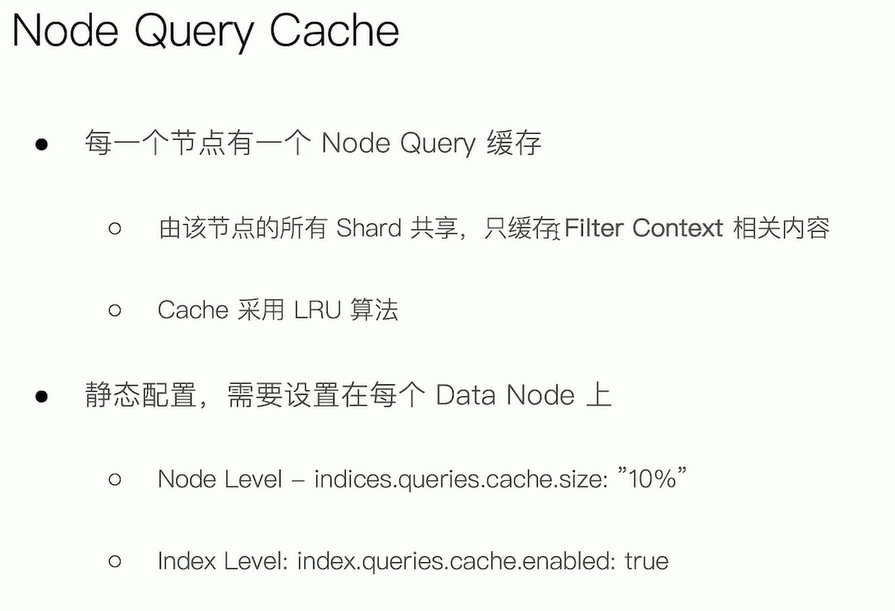 Node Query Cache
每一个节点有一个 Node Query 缓存
由该节点的所有 Shard 共享，只缓存 Filter Context 相关内容
Cache 采用 LRU 算法
静态配置，需要设置在每个 Data Node 上
Node Level – indices.queries.cache.size: ”10%”
Index Level: index.queries.cache.enabled: true